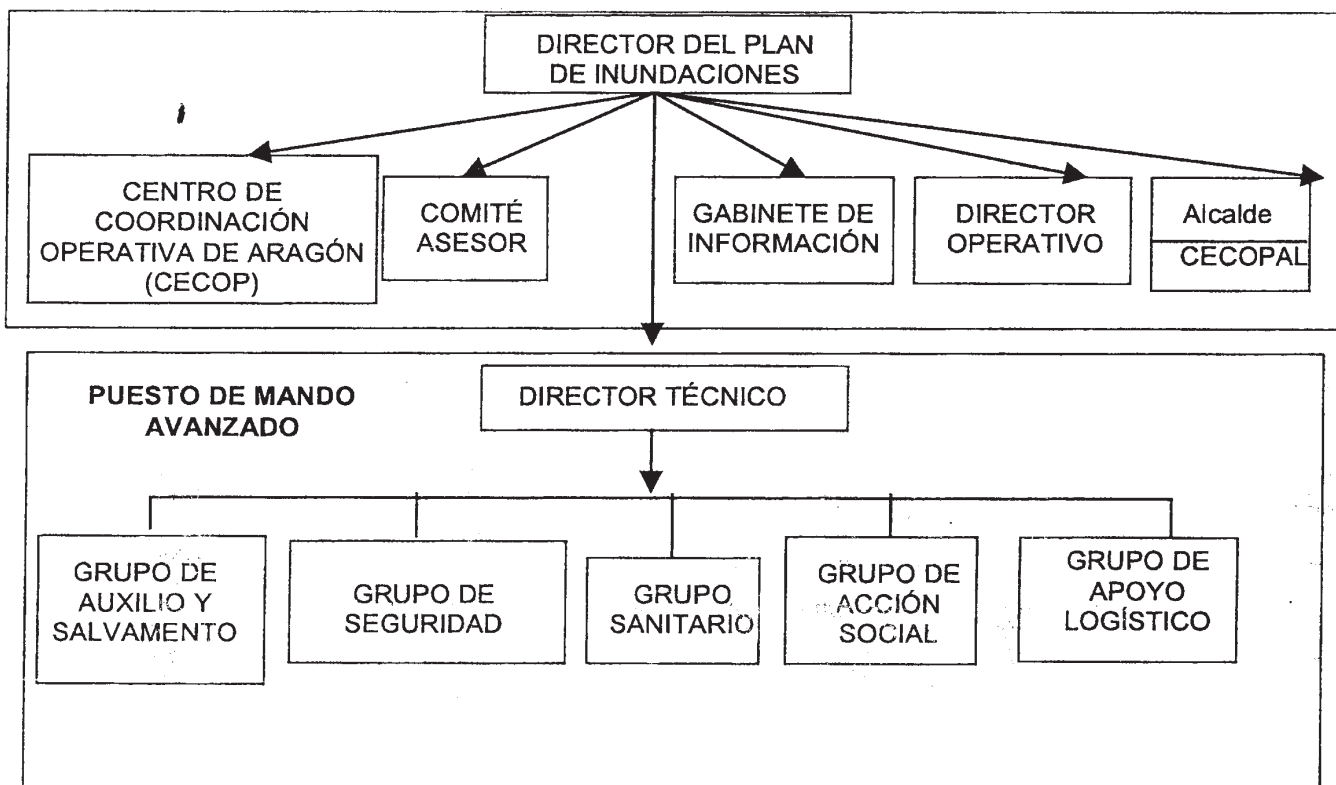 DIRECTOR DEL PLAN
DE INUNDACIONES
CENTRO DE
COORDINACIÓN
OPERATIVA DE ARAGÓN
(CECOP)
COMITÉ
ASESOR
GABINETE DE
INFORMACIÓN
DIRECTOR
OPERATIVO
Alcalde
CECOPAL
PUESTO DE MANDO
AVANZADO
DIRECTOR TÉCNICO
GRUPO DE
AUXILIO Y
SALVAMENTO
GRUPO DE
SEGURIDAD
GRUPO
SANITARIO
GRUPO DE
ACCIÓN
SOCIAL
GRUPO DE
APOYO
LOGÍSTICO